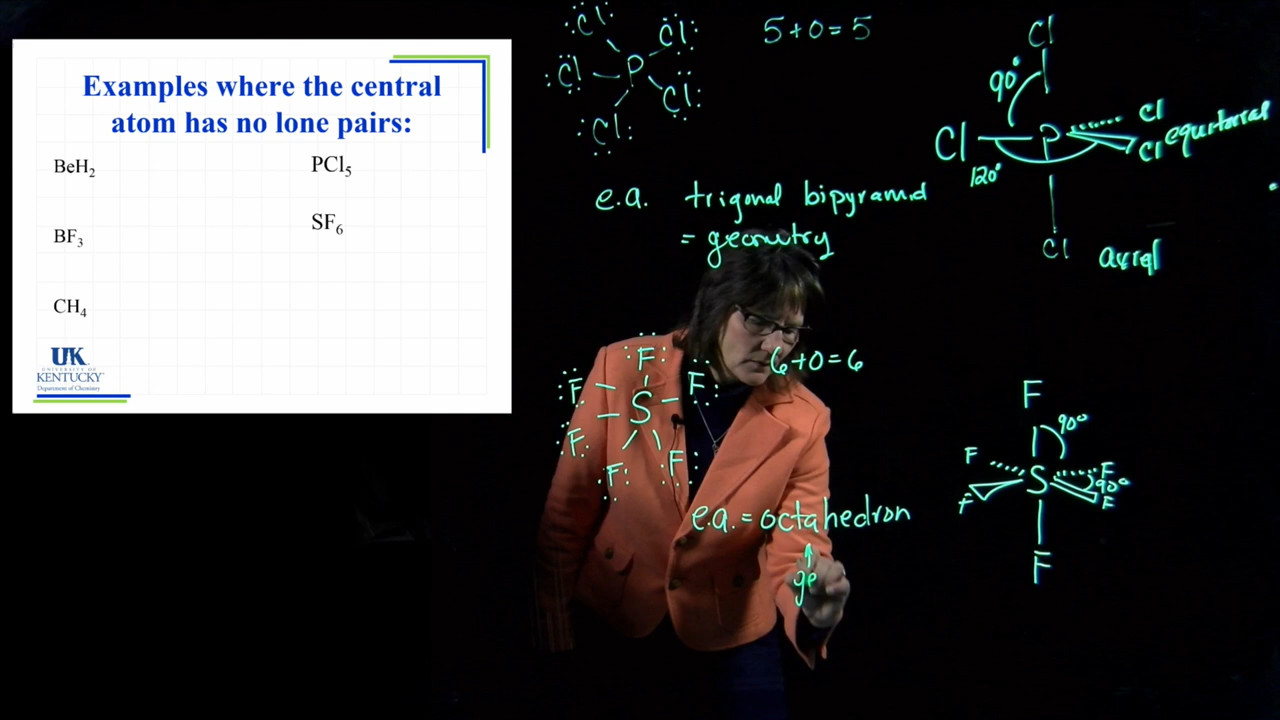 Examples where the central
atom has no lone pairs:
BeH2
PCl5
BF3
SF6
CH4
UK
UNIVERSITY OF
KENTUCKY
Department of Chemistry
Cl
Cl
Cl
P
Cl
Cl
5+0=5
Cl
90°
Cl
P
Cl
Cl
equitorial
120°
Cl
axial
e.a. trigonal bipyramid
= geometry
F
F
F
S
F
F
F
6+0=6
e.a. = octahedron
ge
F
90°
F
F
S
90°
F
F
F